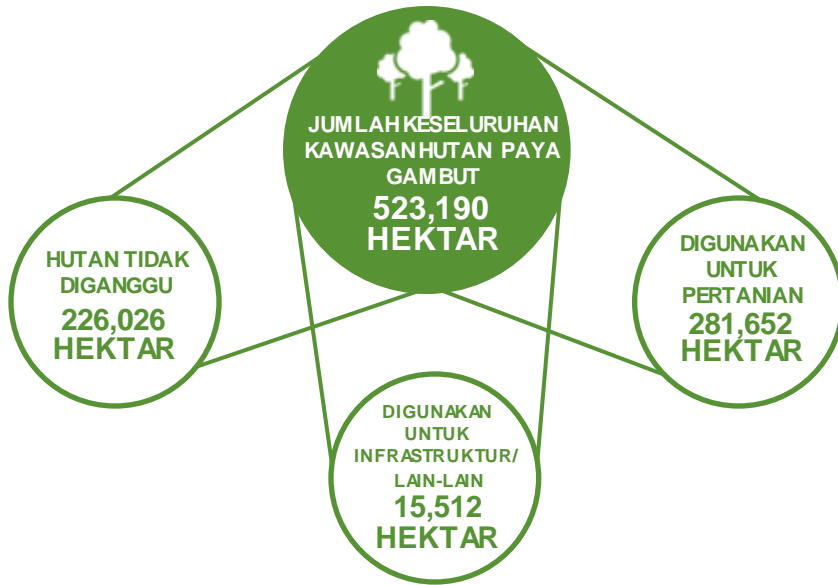 JUMLAH KESELURUHAN
KAWASAN HUTAN PAYA
GAMBUT
523,190
HEKTAR
HUTAN TIDAK
DIGANGGU
226,026
HEKTAR
DIGUNAKAN
UNTUK
PERTANIAN
281,652
HEKTAR
DIGUNAKAN
UNTUK
INFRASTRUKTUR/
LAIN-LAIN
15,512
HEKTAR